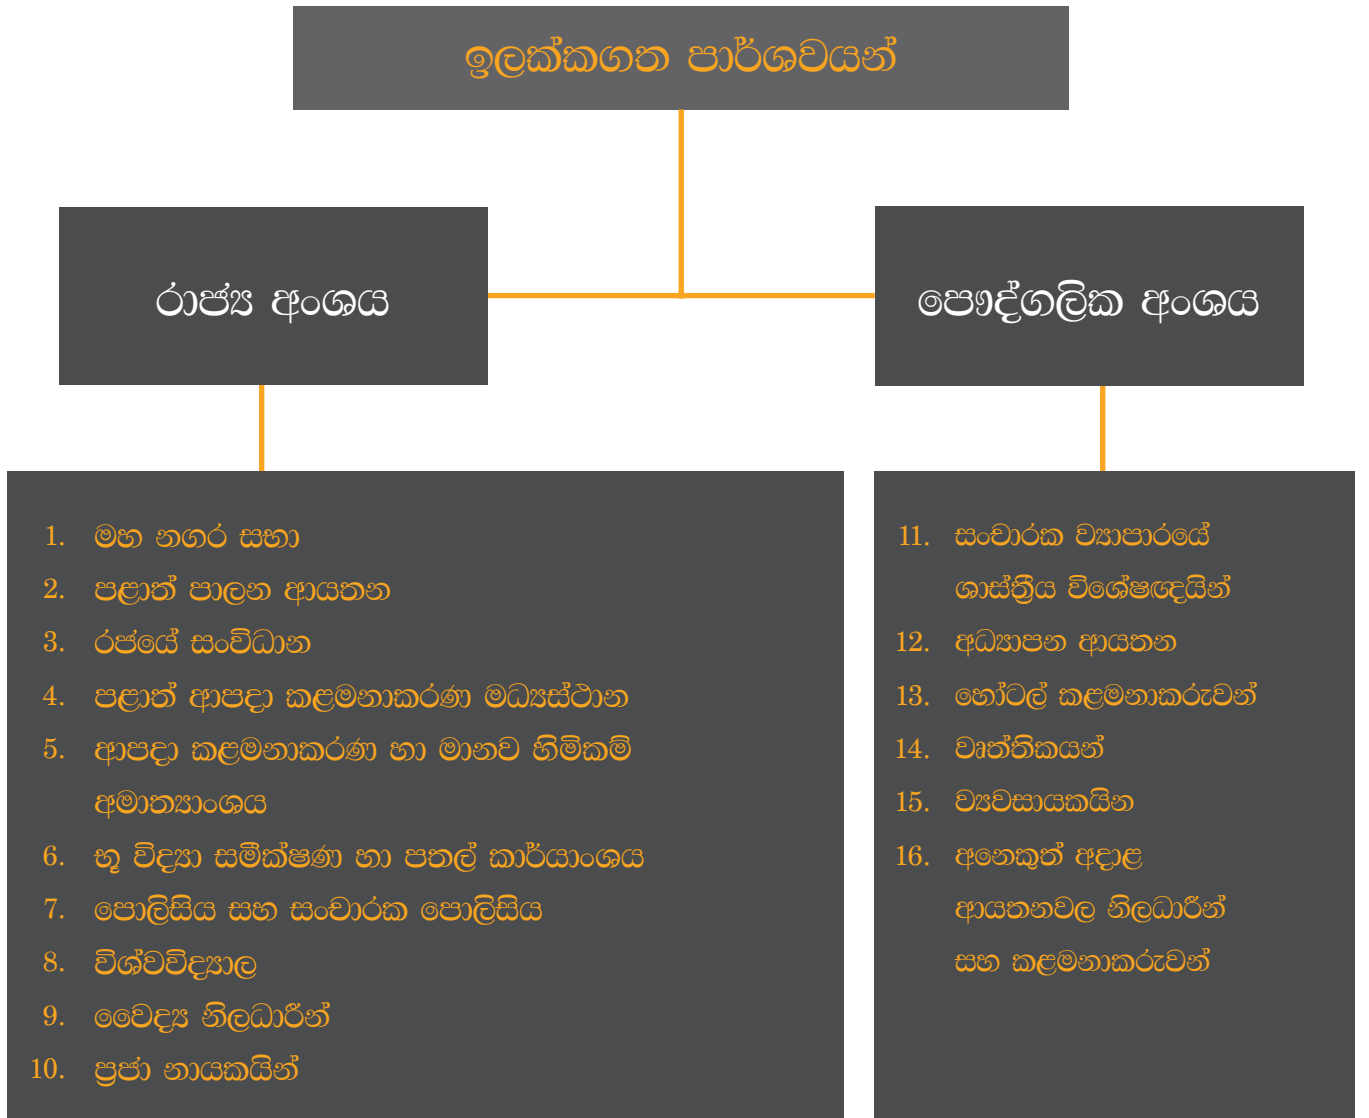 ඉලක්කගත පාර්ශවයන්
රාජ්‍ය අංශය
පෞද්ගලික අංශය
1. මහ නගර සභා
2. පළාත් පාලන ආයතන
3. රජයේ සංවිධාන
4. පළාත් ආපදා කළමනාකරණ මධ්‍යස්ථාන
5. ආපදා කළමනාකරණ හා මානව හිමිකම්
අමාත්‍යාංශය
6. භූ විද්‍යා සමීක්ෂණ හා පතල් කාර්යාංශය
7. පොලිසිය සහ සංචාරක පොලිසිය
8. විශ්වවිද්‍යාල
9. වෛද්‍ය නිලධාරීන්
10. ප්‍රජා නායකයින්
11. සංචාරක ව්‍යාපාරයේ
ශාස්ත්‍රීය විශේෂඥයින්
12. අධ්‍යාපන ආයතන
13. හෝටල් කළමනාකරුවන්
14. වෘත්තිකයන්
15. ව්‍යවසායකයින
16. අනෙකුත් අදාළ
ආයතනවල නිලධාරීන්
සහ කළමනාකරුවන්